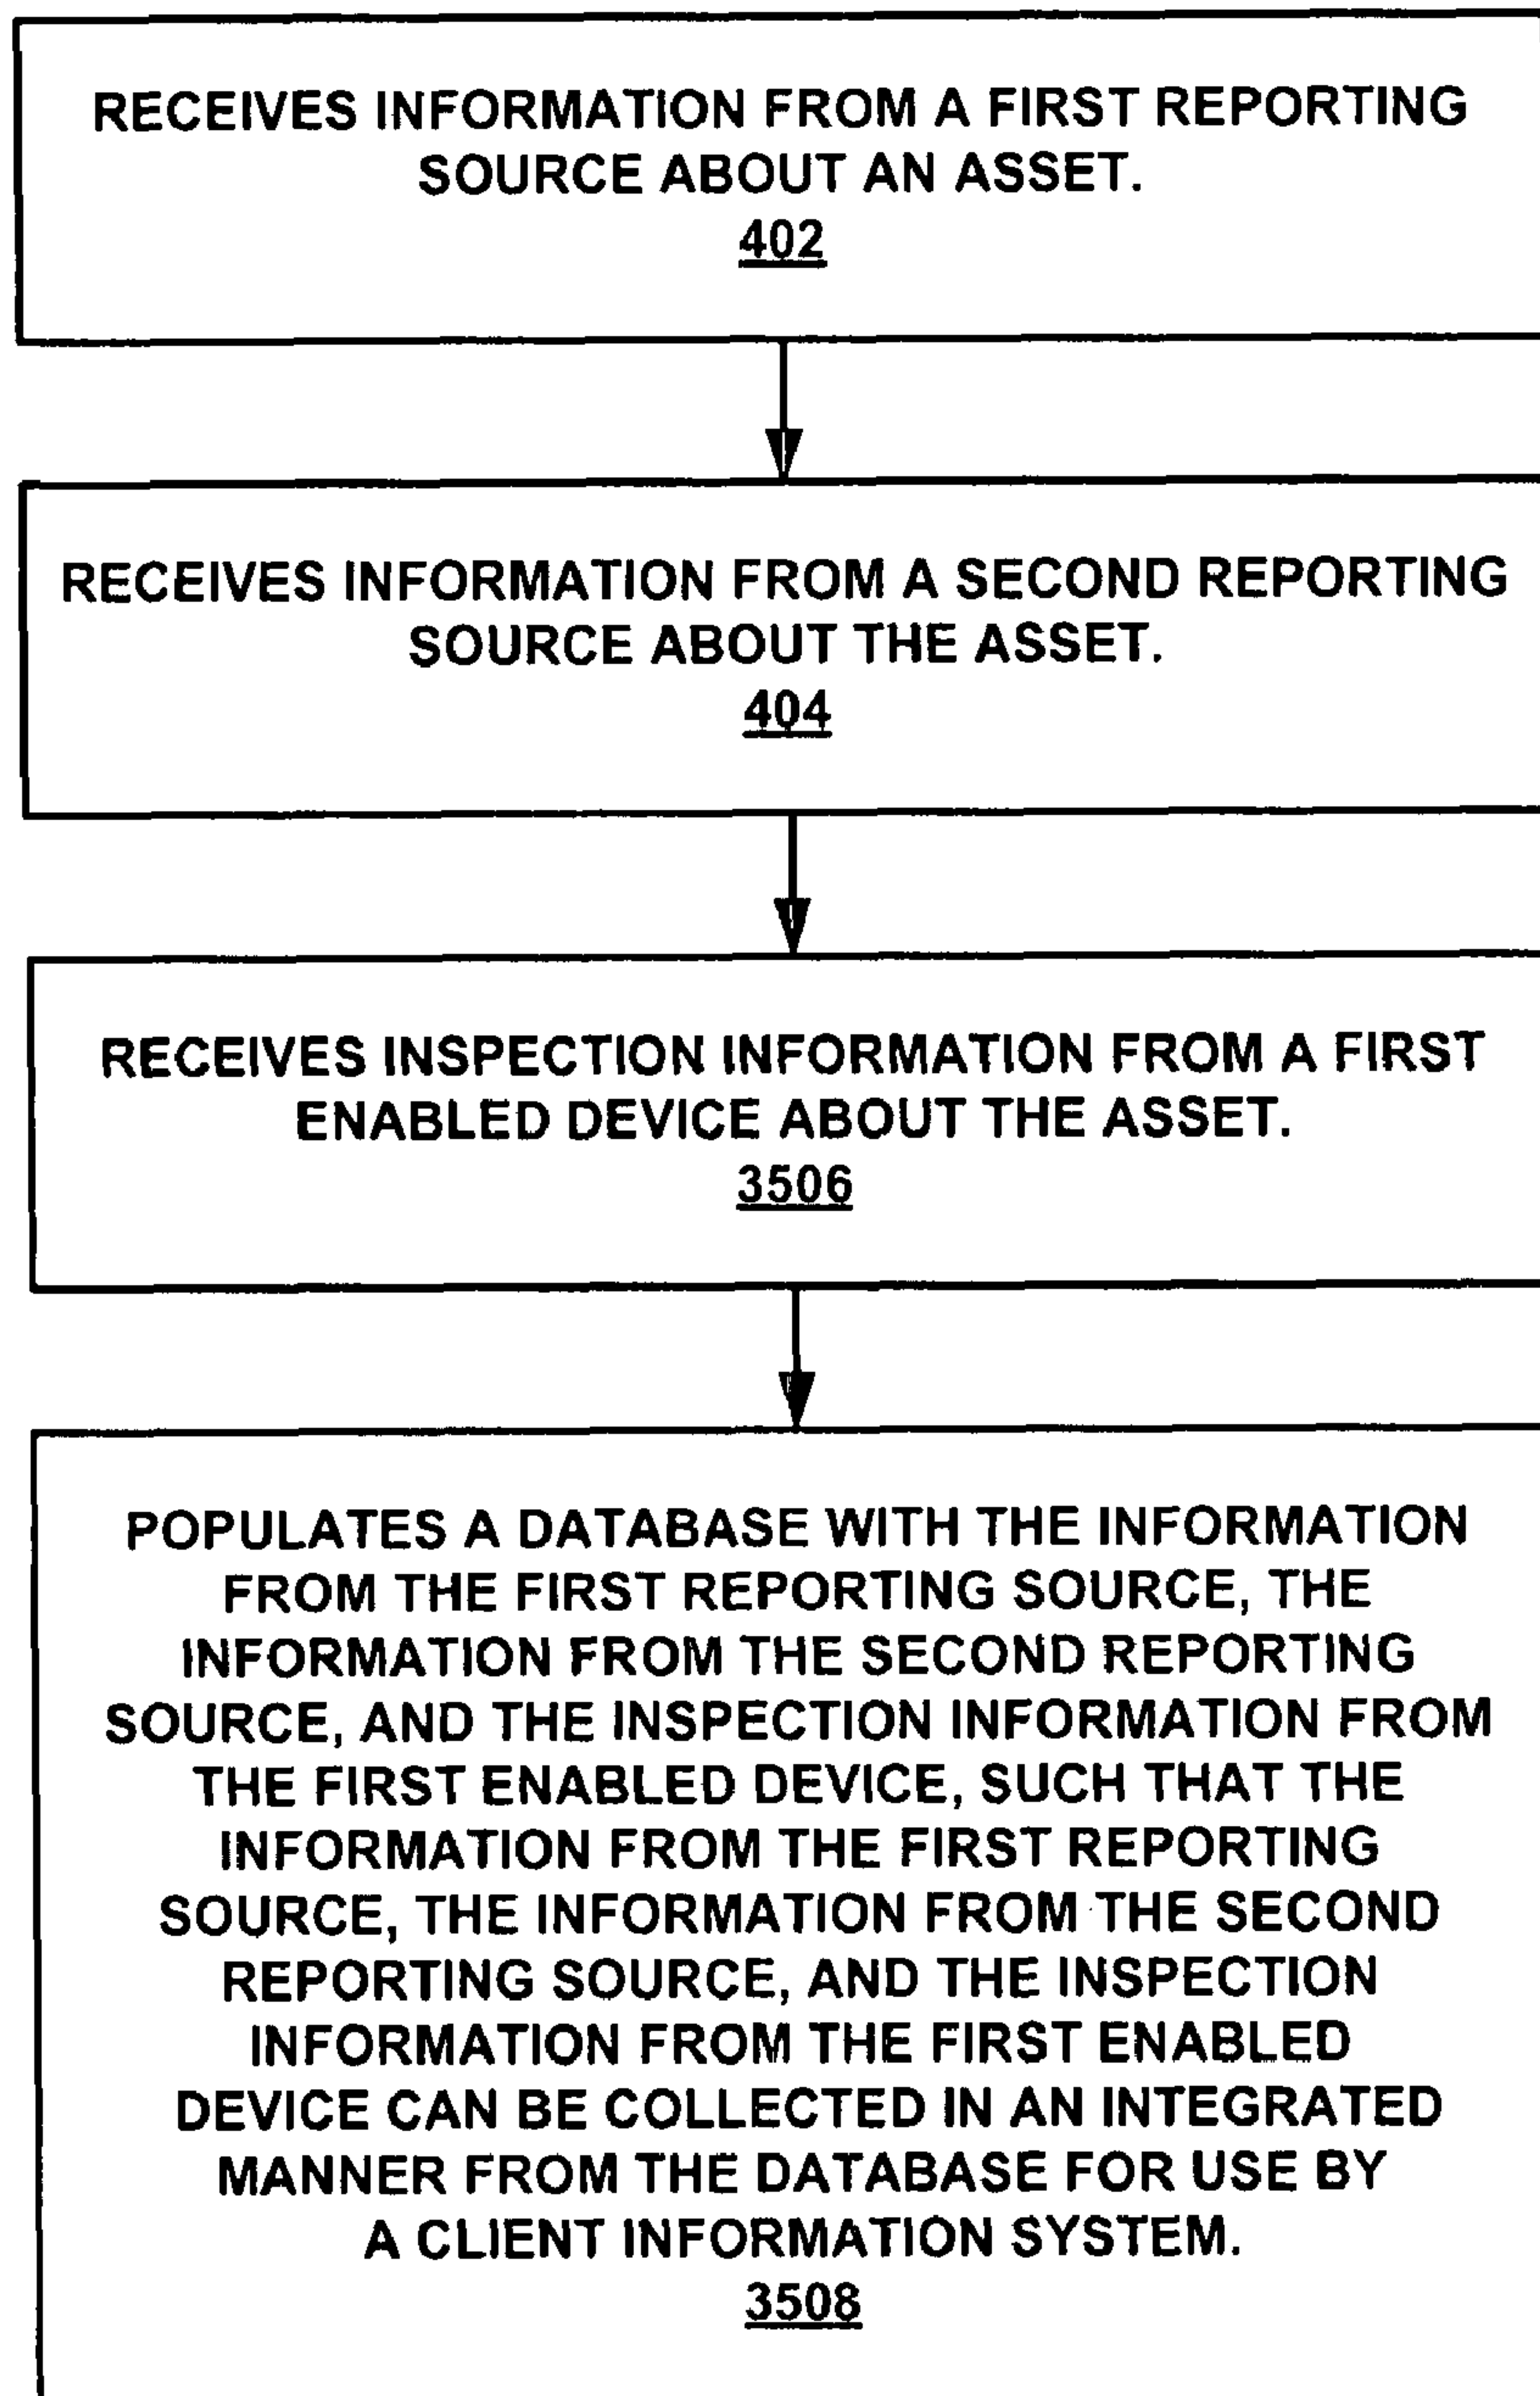 RECEIVES INFORMATION FROM A FIRST REPORTING
SOURCE ABOUT AN ASSET.
402
RECEIVES INFORMATION FROM A SECOND REPORTING
SOURCE ABOUT THE ASSET.
404
RECEIVES INSPECTION INFORMATION FROM A FIRST
ENABLED DEVICE ABOUT THE ASSET.
3506
POPULATES A DATABASE WITH THE INFORMATION
FROM THE FIRST REPORTING SOURCE, THE
INFORMATION FROM THE SECOND REPORTING
SOURCE, AND THE INSPECTION INFORMATION FROM
THE FIRST ENABLED DEVICE, SUCH THAT THE
INFORMATION FROM THE FIRST REPORTING
SOURCE, THE INFORMATION FROM THE SECOND
REPORTING SOURCE, AND THE INSPECTION
INFORMATION FROM THE FIRST ENABLED
DEVICE CAN BE COLLECTED IN AN INTEGRATED
MANNER FROM THE DATABASE FOR USE BY
A CLIENT INFORMATION SYSTEM.
3508